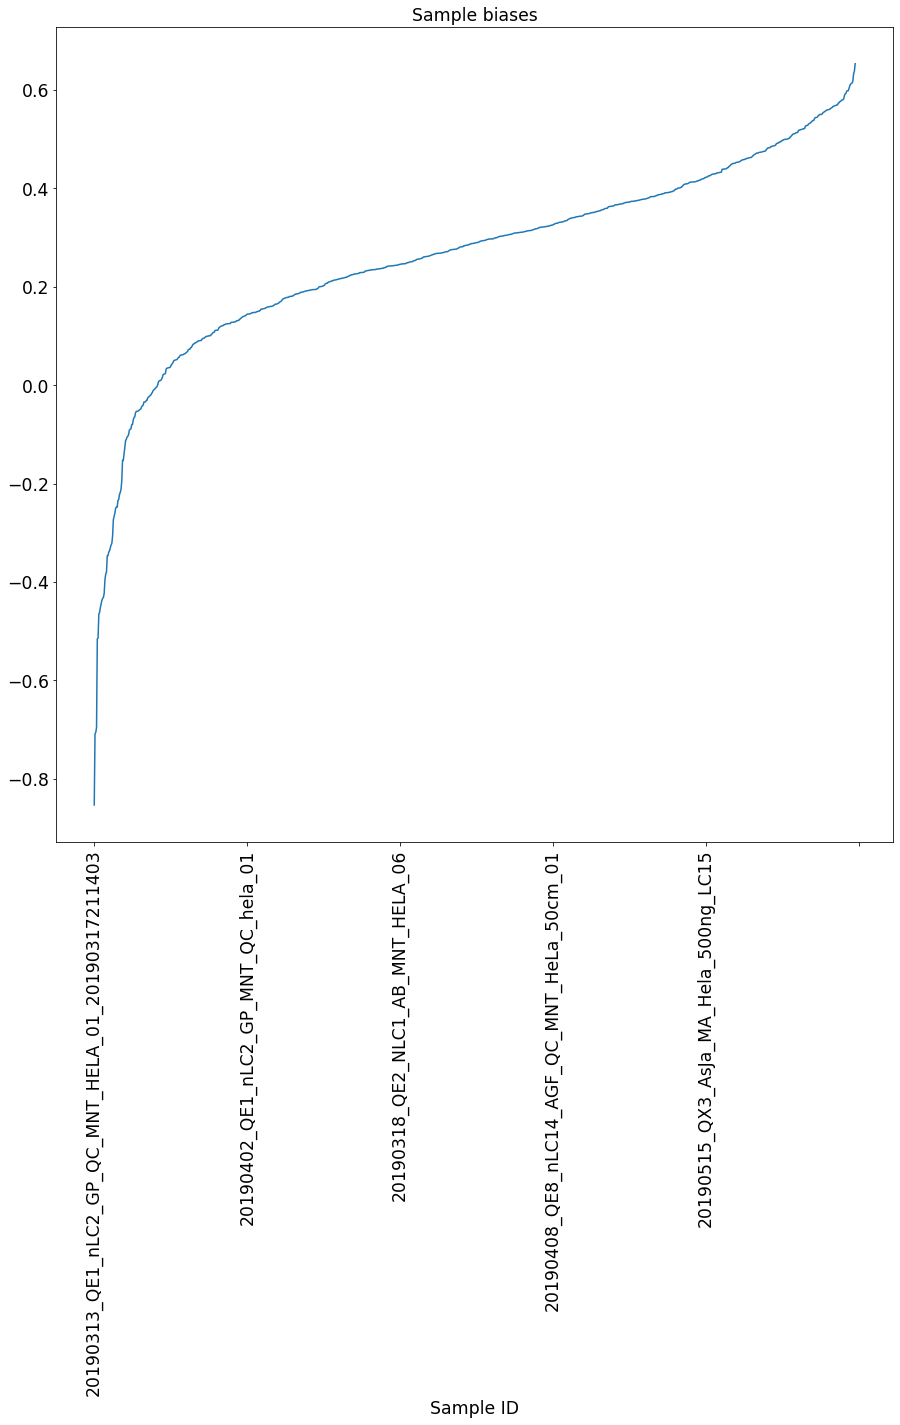 Sample biases
0.6
0.4
0.2
0.0
−0.2
−0.4
−0.6
−0.8
20190313_QE1_nLC2_GP_QC_MNT_HELA_01_20190317211403
20190402_QE1_nLC2_GP_MNT_QC_hela_01
20190318_QE2_NLC1_AB_MNT_HELA_06
20190408_QE8_nLC14_AGF_QC_MNT_HeLa_50cm_01
20190515_QX3_AsJa_MA_Hela_500ng_LC15
Sample ID